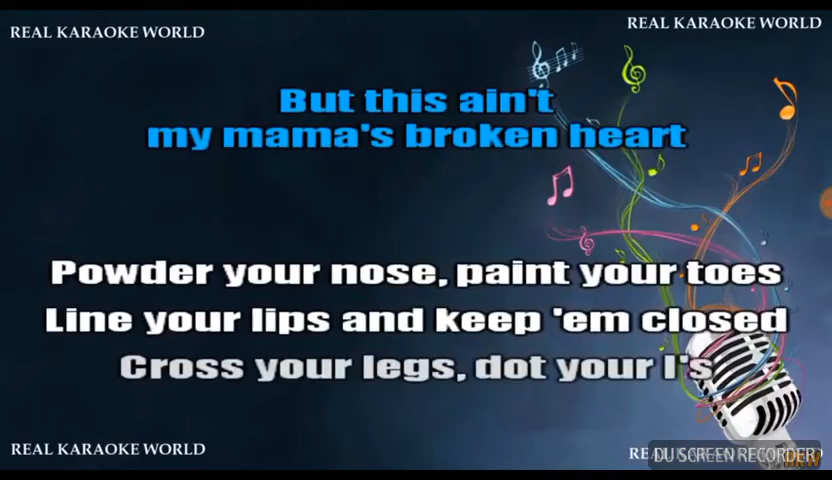 REAL KARAOKE WORLD
REAL KARAOKE WORLD
But this ain't
my mama's broken heart
Powder your nose, paint your toes
Line your lips and keep 'em closed
Cross your legs, dot your I's
REAL KARAOKE WORLD
DU SCREEN RECORDER